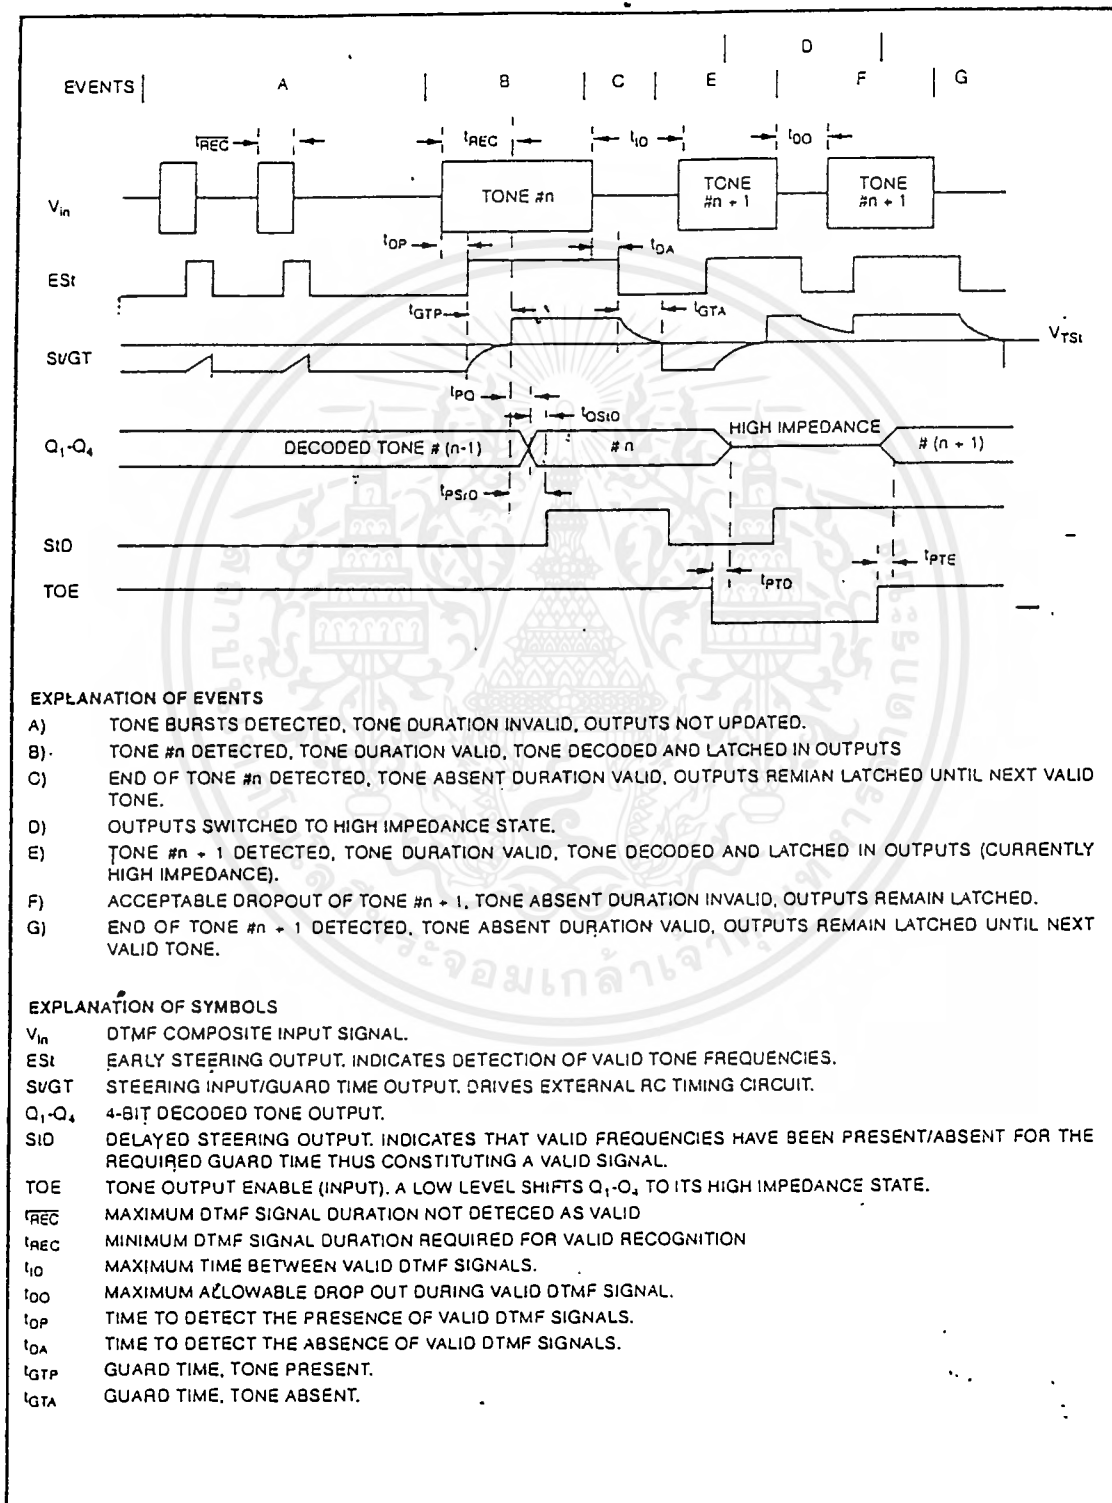 D
EVENTS A B C E F G
tREC tREC tID tDO
Vin TONE #n TONE #n + 1 TONE #n + 1
tDP tDA
ESt
tGTP tGTA
St/GT VTSt
tPQ tQStD
Q1-Q4 DECODED TONE # (n-1) # n HIGH IMPEDANCE # (n + 1)
tPStD
StD
tPTD tPTE
TOE
EXPLANATION OF EVENTS
A) TONE BURSTS DETECTED, TONE DURATION INVALID, OUTPUTS NOT UPDATED.
B) TONE #n DETECTED, TONE DURATION VALID, TONE DECODED AND LATCHED IN OUTPUTS
C) END OF TONE #n DETECTED, TONE ABSENT DURATION VALID, OUTPUTS REMIAN LATCHED UNTIL NEXT VALID
TONE.
D) OUTPUTS SWITCHED TO HIGH IMPEDANCE STATE.
E) TONE #n + 1 DETECTED, TONE DURATION VALID, TONE DECODED AND LATCHED IN OUTPUTS (CURRENTLY
HIGH IMPEDANCE).
F) ACCEPTABLE DROPOUT OF TONE #n + 1, TONE ABSENT DURATION INVALID, OUTPUTS REMAIN LATCHED.
G) END OF TONE #n + 1 DETECTED, TONE ABSENT DURATION VALID, OUTPUTS REMAIN LATCHED UNTIL NEXT
VALID TONE.
EXPLANATION OF SYMBOLS
Vin DTMF COMPOSITE INPUT SIGNAL.
ESt EARLY STEERING OUTPUT. INDICATES DETECTION OF VALID TONE FREQUENCIES.
St/GT STEERING INPUT/GUARD TIME OUTPUT. DRIVES EXTERNAL RC TIMING CIRCUIT.
Q1-Q4 4-BIT DECODED TONE OUTPUT.
StD DELAYED STEERING OUTPUT. INDICATES THAT VALID FREQUENCIES HAVE BEEN PRESENT/ABSENT FOR THE
REQUIRED GUARD TIME THUS CONSTITUTING A VALID SIGNAL.
TOE TONE OUTPUT ENABLE (INPUT). A LOW LEVEL SHIFTS Q1-Q4 TO ITS HIGH IMPEDANCE STATE.
tREC MAXIMUM DTMF SIGNAL DURATION NOT DETECED AS VALID
tREC MINIMUM DTMF SIGNAL DURATION REQUIRED FOR VALID RECOGNITION
tID MAXIMUM TIME BETWEEN VALID DTMF SIGNALS.
tDO MAXIMUM ALLOWABLE DROP OUT DURING VALID DTMF SIGNAL.
tDP TIME TO DETECT THE PRESENCE OF VALID DTMF SIGNALS.
tDA TIME TO DETECT THE ABSENCE OF VALID DTMF SIGNALS.
tGTP GUARD TIME, TONE PRESENT.
tGTA GUARD TIME, TONE ABSENT.